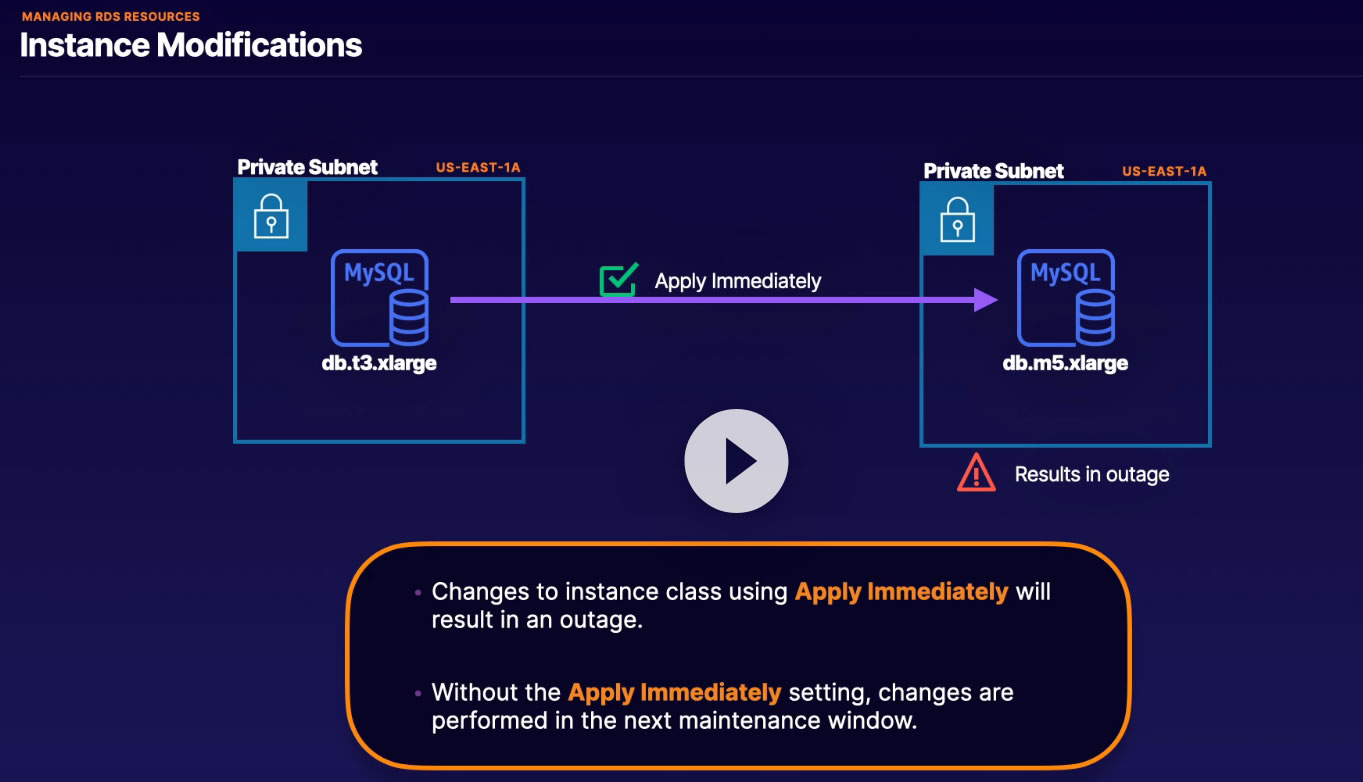 MANAGING RDS RESOURCES
Instance Modifications
Private Subnet
US-EAST-1A
MySQL
db.t3.xlarge
Apply Immediately
Private Subnet
US-EAST-1A
MySQL
db.m5.xlarge
Results in outage
• Changes to instance class using Apply Immediately will
result in an outage.
• Without the Apply Immediately setting, changes are
performed in the next maintenance window.